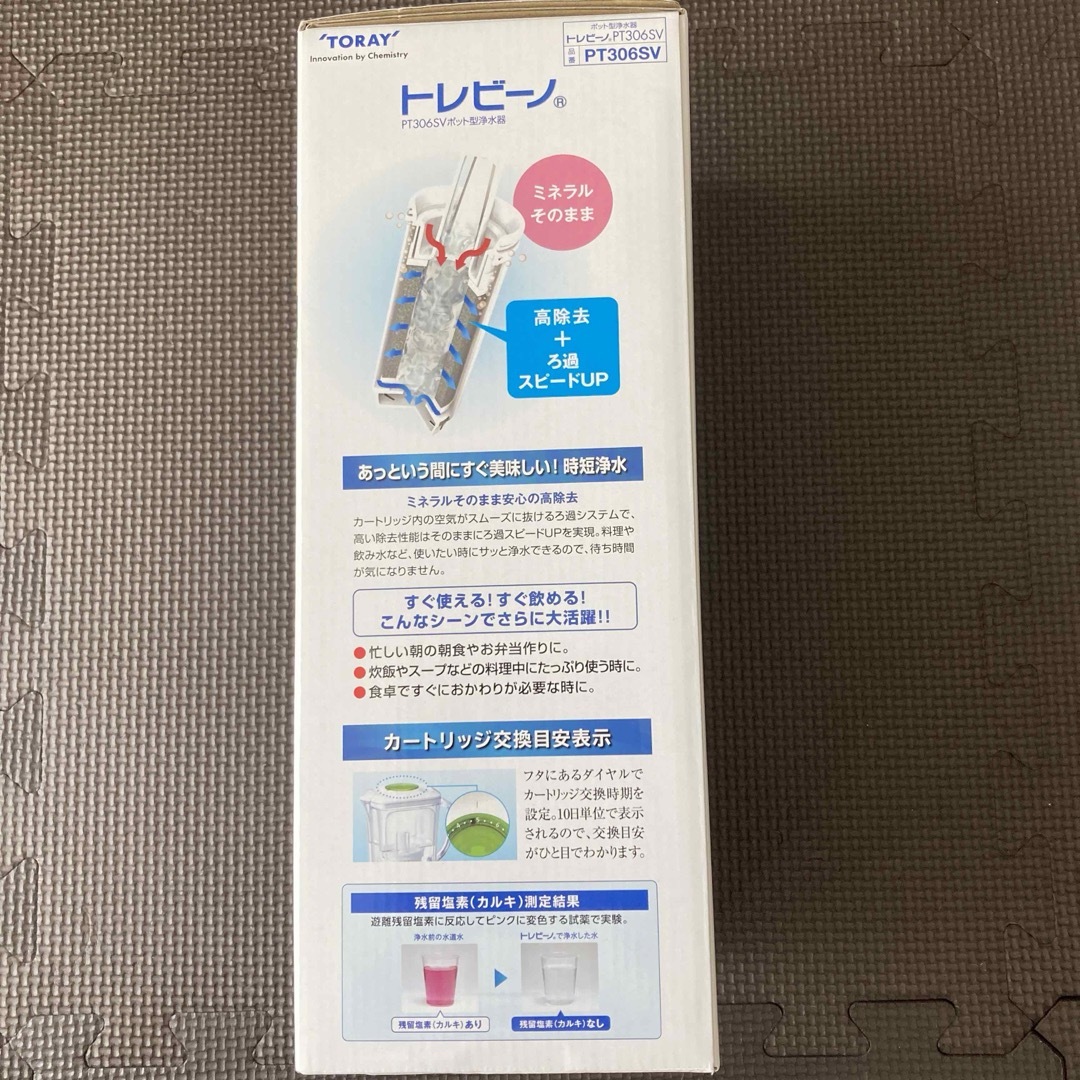 'TORAY'
Innovation by Chemistry
ポット型浄水器
トレビーノ®PT306SV
品番 PT306SV
トレビーノ®
PT306SVポット型浄水器
ミネラル
そのまま
高除去
＋
ろ過
スピードUP
あっという間にすぐ美味しい！時短浄水
ミネラルそのまま安心の高除去
カートリッジ内の空気がスムーズに抜けるろ過システムで、
高い除去性能はそのままにろ過スピードUPを実現。料理や
飲み水など、使いたい時にサッと浄水できるので、待ち時間
が気になりません。
すぐ使える！すぐ飲める！
こんなシーンでさらに大活躍!!
●忙しい朝の朝食やお弁当作りに。
●炊飯やスープなどの料理中にたっぷり使う時に。
●食卓ですぐにおかわりが必要な時に。
カートリッジ交換目安表示
フタにあるダイヤルで
カートリッジ交換時期を
設定。10日単位で表示
されるので、交換目安
がひと目でわかります。
残留塩素（カルキ）測定結果
遊離残留塩素に反応してピンクに変色する試薬で実験。
浄水前の水道水
トレビーノ®で浄水した水
残留塩素（カルキ）あり
残留塩素（カルキ）なし